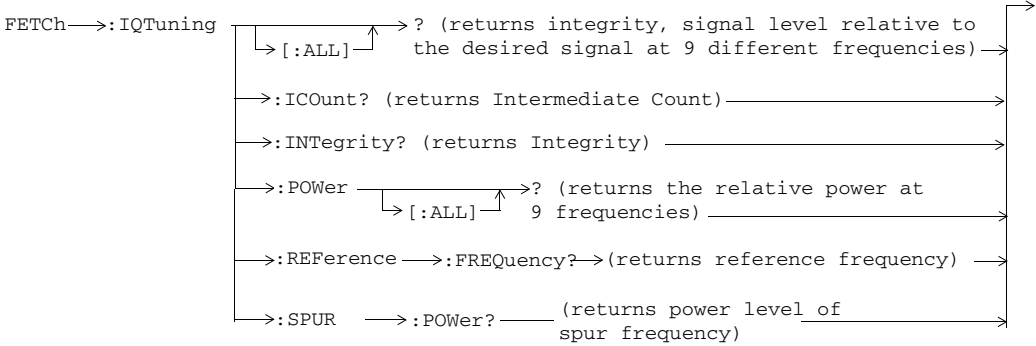 FETCh :IQTuning ? (returns integrity, signal level relative to
[:ALL] the desired signal at 9 different frequencies)
:ICOunt? (returns Intermediate Count)
:INTegrity? (returns Integrity)
:POWer ? (returns the relative power at
[:ALL] 9 frequencies)
:REFerence :FREQuency? (returns reference frequency)
:SPUR :POWer? (returns power level of
spur frequency)